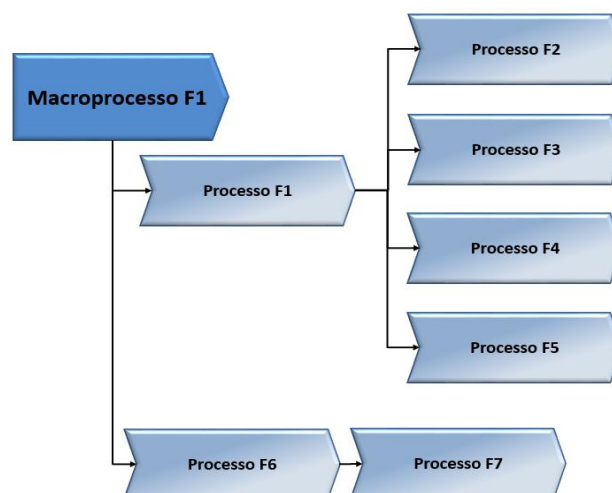 Macroprocesso F1
Processo F1
Processo F2
Processo F3
Processo F4
Processo F5
Processo F6
Processo F7